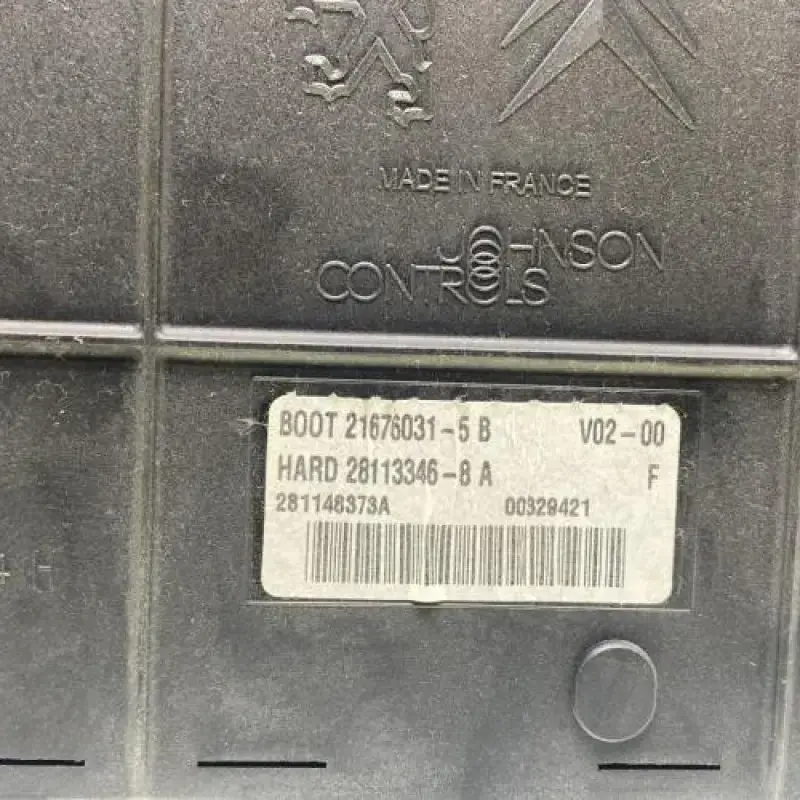 MADE IN FRANCE
JOHNSON
CONTROLS
BOOT 21676031-5 B V02-00
HARD 28113346-8 A F
281148373A 00329421